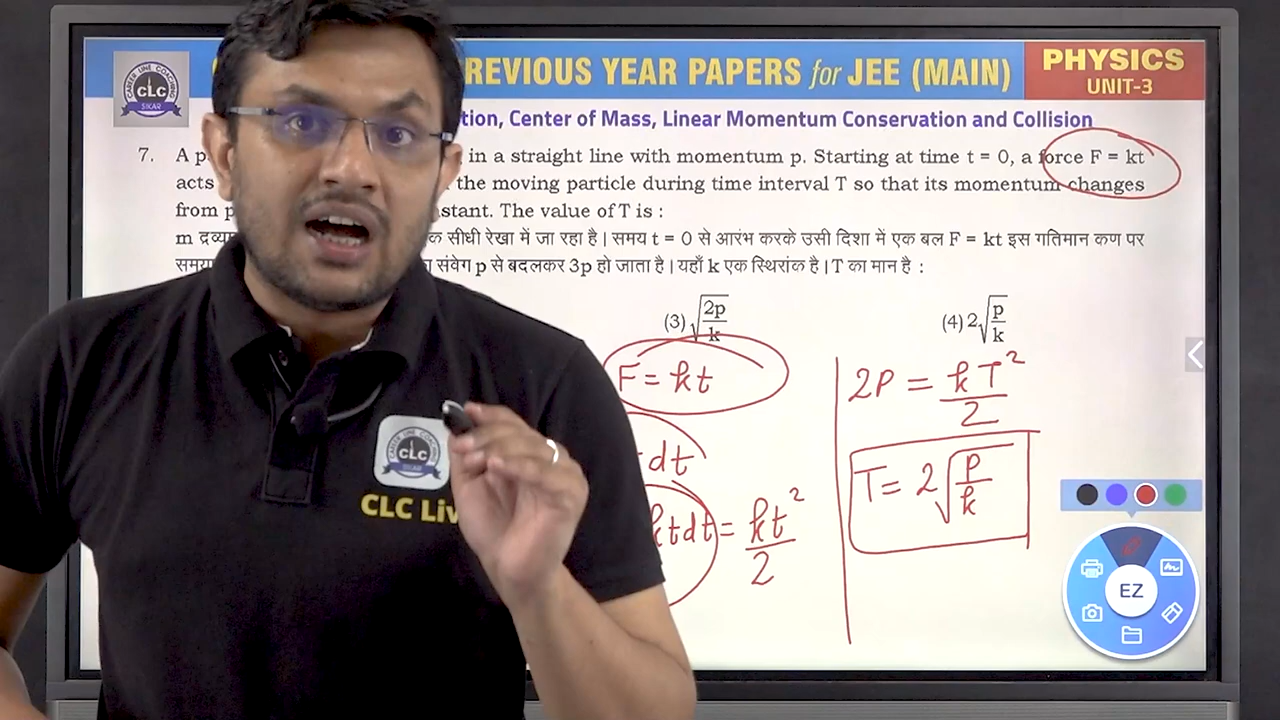 REVIOUS YEAR PAPERS for JEE (MAIN)
PHYSICS
UNIT-3
CAREER LINE COACHING
CLC
SIKAR
tion, Center of Mass, Linear Momentum Conservation and Collision
7. A p in a straight line with momentum p. Starting at time t = 0, a force F = kt
acts the moving particle during time interval T so that its momentum changes
from p stant. The value of T is :
m द्रव्यम क सीधी रेखा में जा रहा है। समय t = 0 से आरंभ करके उसी दिशा में एक बल F = kt इस गतिमान कण पर
समया संवेग p से बदलकर 3p हो जाता है। यहाँ k एक स्थिरांक है। T का मान है :
(3) √2p/k (4) 2√p/k
F = kt
dt
ktdt = kt²/2
2P = kT²/2
T = 2√p/k
CLC
SIKAR
CLC Liv
EZ